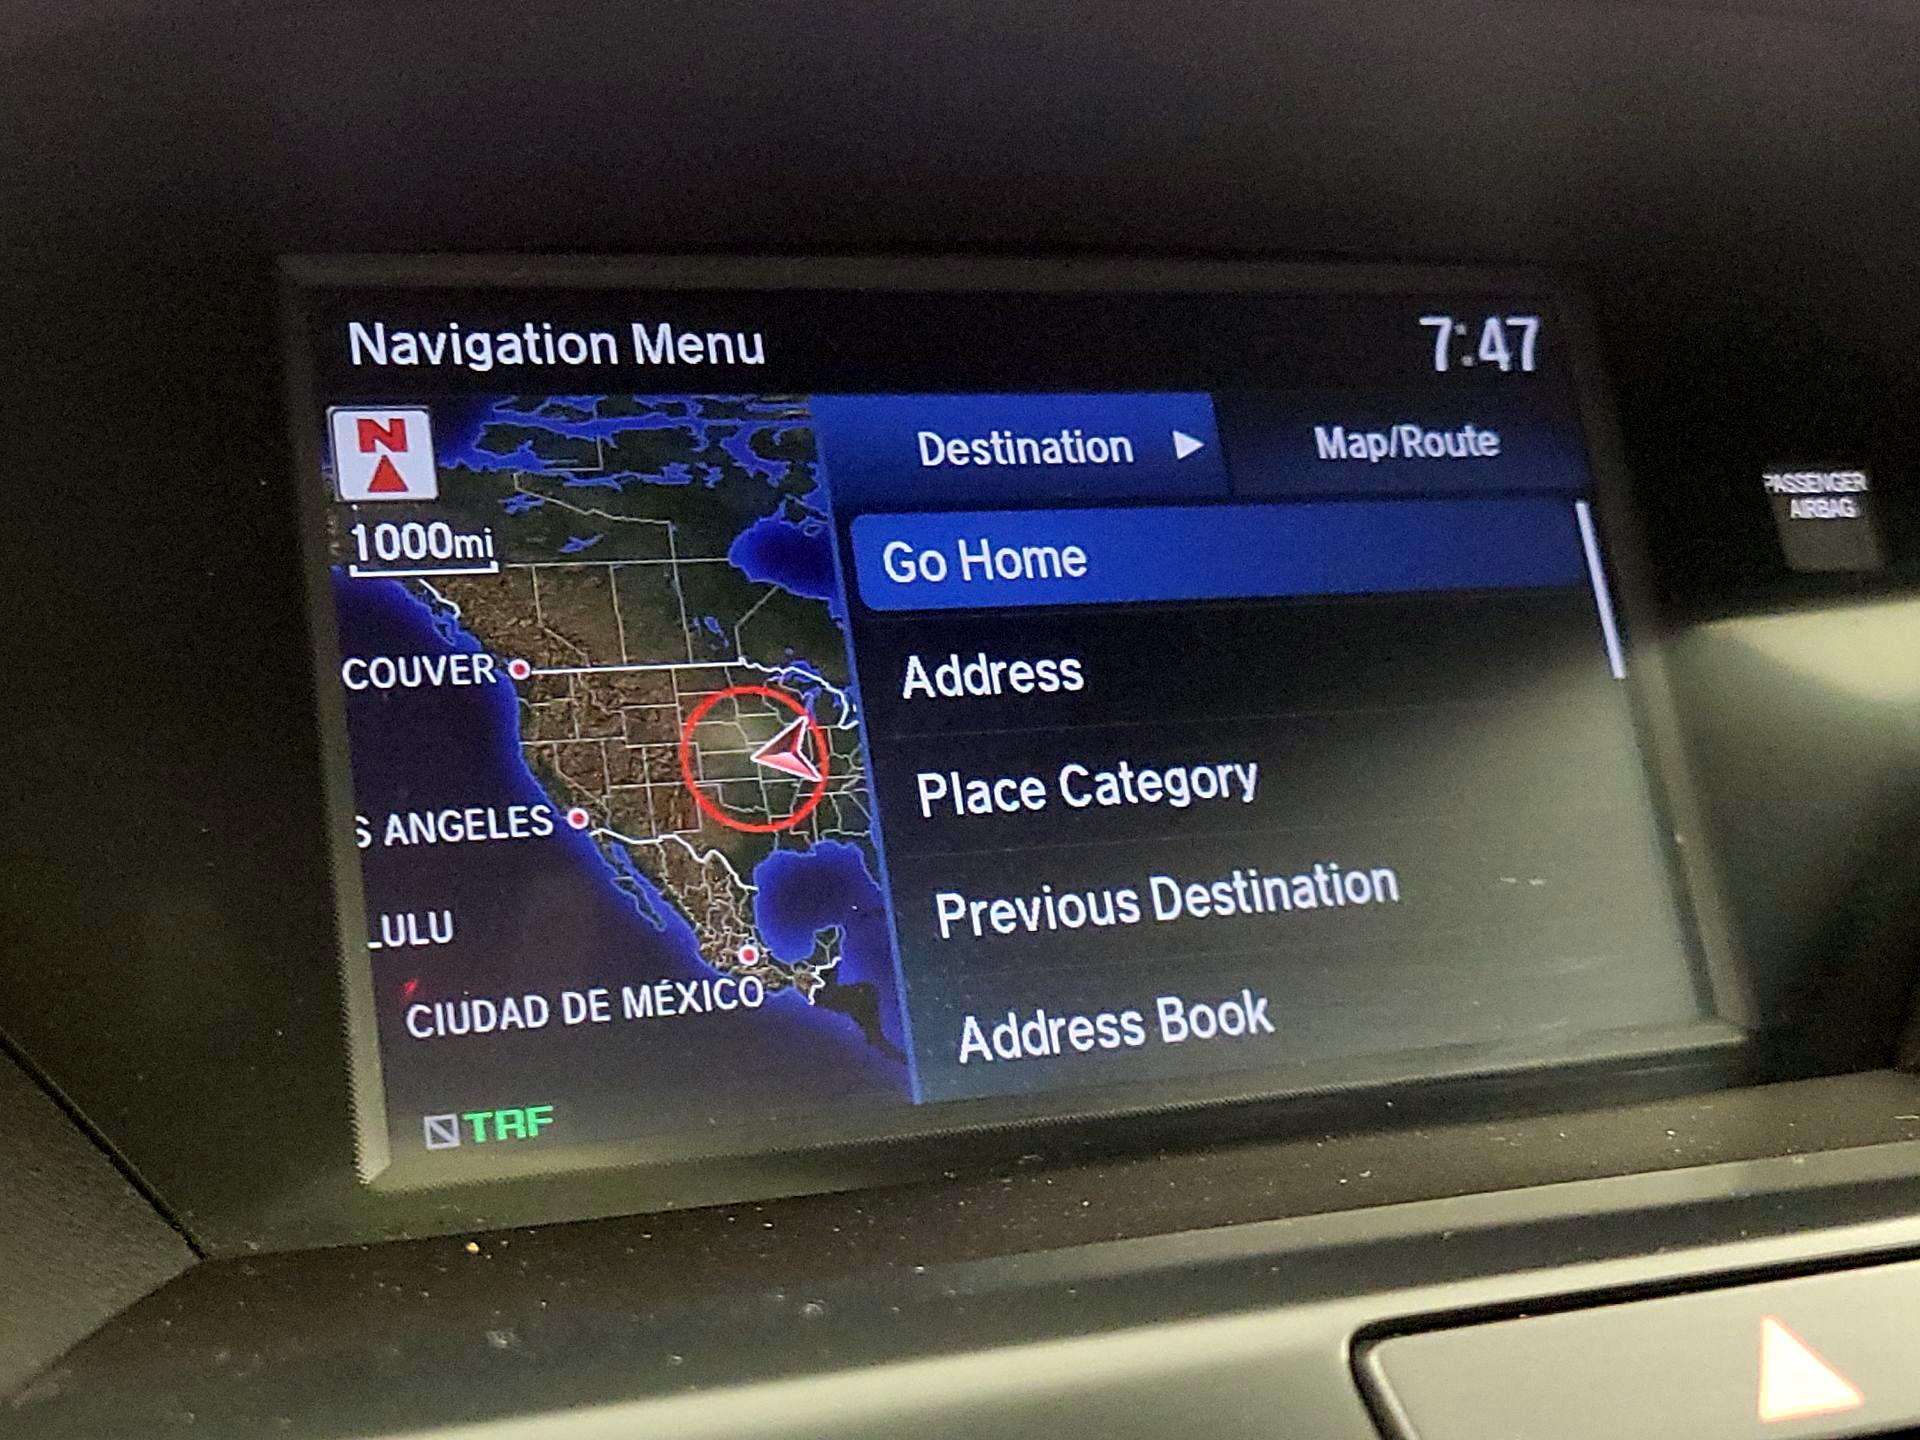 Navigation Menu
7:47
N
1000mi
Destination
Map/Route
Go Home
Address
Place Category
Previous Destination
Address Book
COUVER
S ANGELES
LULU
CIUDAD DE MÉXICO
TRF
PASSENGER
AIRBAG